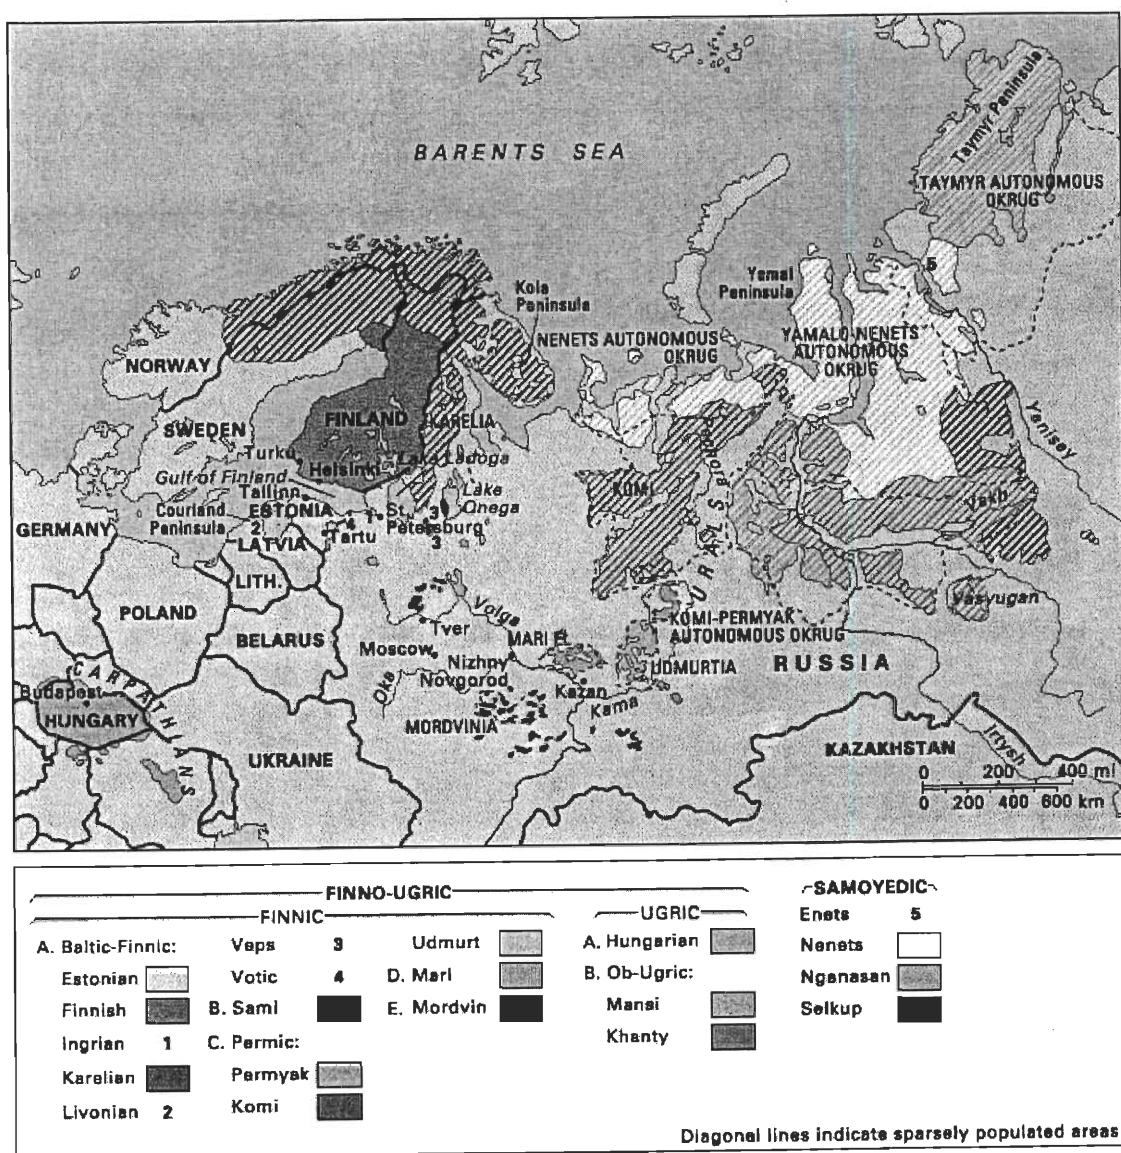 BARENTS SEA
Taymyr Peninsula
TAYMYR AUTONOMOUS
OKRUG
5
Yamal
Peninsula
Kola
Peninsula
NENETS AUTONOMOUS
OKRUG
YAMALO-NENETS
AUTONOMOUS
OKRUG
NORWAY
SWEDEN
FINLAND
KARELIA
Yenisey
Turku
Helsinki
Lake Ladoga
Gulf of Finland
Tallinn
Lake
Onega
Courland
Peninsula
ESTONIA
St.
Petersburg
1
2
3
3
4
Tartu
KOMI
Pechora
URALS
Vakh
Vasyugan
GERMANY
LATVIA
LITH.
POLAND
BELARUS
Volga
Tver
Moscow
MARI EL
KOMI-PERMYAK
AUTONOMOUS OKRUG
UDMURTIA
RUSSIA
Nizhny
Novgorod
Oka
Kazan
Kama
MORDVINIA
CARPATHIANS
Budapest
HUNGARY
UKRAINE
KAZAKHSTAN
Irtysh
0 200 400 mi
0 200 400 600 km
FINNO-UGRIC
FINNIC
A. Baltic-Finnic:
Estonian
Finnish
Ingrian 1
Karelian
Livonian 2
Veps 3
Votic 4
B. Sami
C. Permic:
Permyak
Komi
Udmurt
D. Mari
E. Mordvin
UGRIC
A. Hungarian
B. Ob-Ugric:
Mansi
Khanty
SAMOYEDIC
Enets 5
Nenets
Nganasan
Selkup
Diagonal lines indicate sparsely populated areas